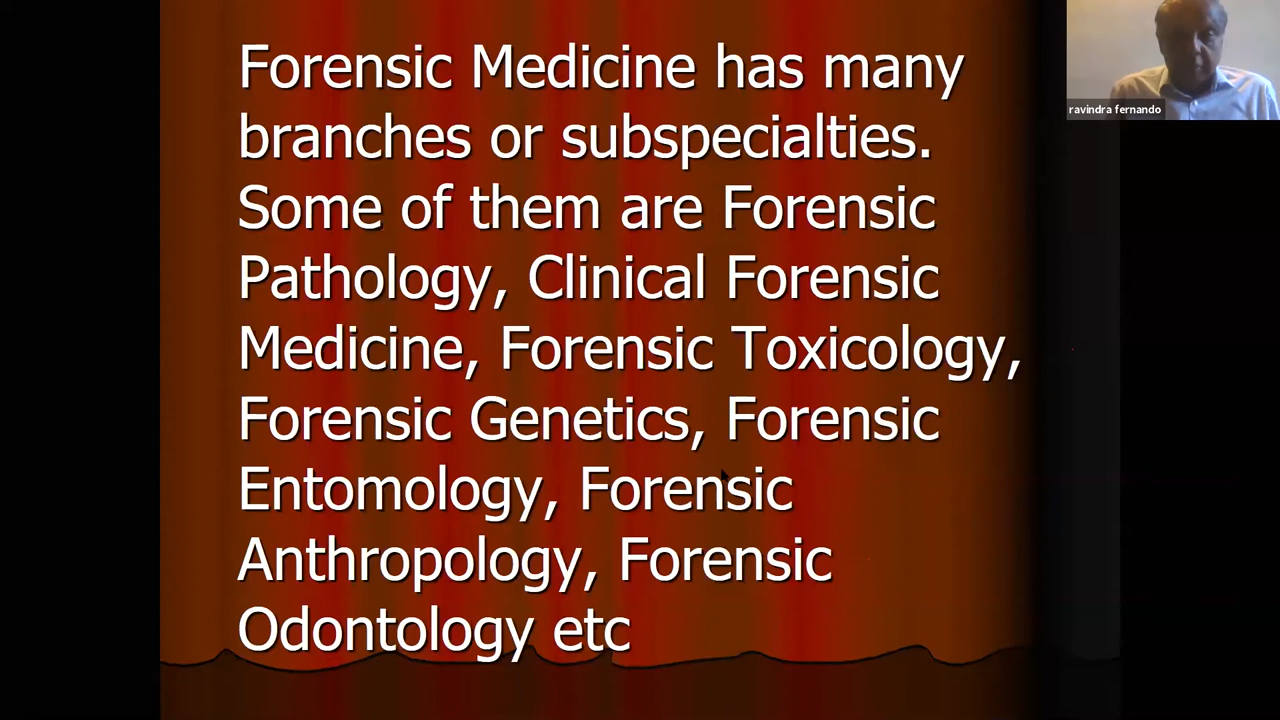 Forensic Medicine has many
branches or subspecialties.
Some of them are Forensic
Pathology, Clinical Forensic
Medicine, Forensic Toxicology,
Forensic Genetics, Forensic
Entomology, Forensic
Anthropology, Forensic
Odontology etc
ravindra fernando